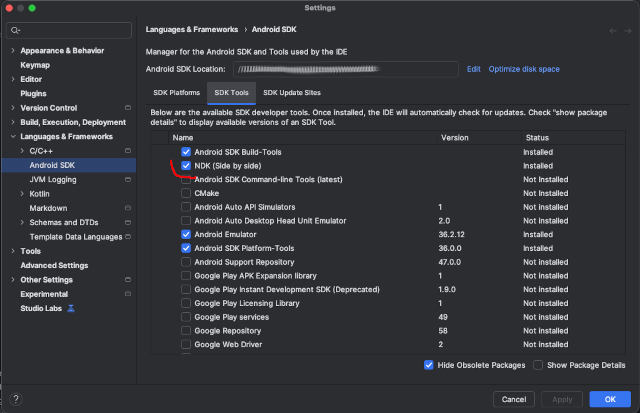 Settings
Languages & Frameworks › Android SDK
Manager for the Android SDK and Tools used by the IDE
Android SDK Location:
Edit
Optimize disk space
SDK Platforms
SDK Tools
SDK Update Sites
Below are the available SDK developer tools. Once installed, the IDE will automatically check for updates. Check "show package
details" to display available versions of an SDK Tool.
Appearance & Behavior
Keymap
Editor
Plugins
Version Control
Build, Execution, Deployment
Languages & Frameworks
C/C++
Android SDK
JVM Logging
Kotlin
Markdown
Schemas and DTDs
Template Data Languages
Tools
Advanced Settings
Other Settings
Experimental
Studio Labs
Name Version Status
Android SDK Build-Tools Installed
NDK (Side by side) Installed
Android SDK Command-line Tools (latest) Not Installed
CMake Not Installed
Android Auto API Simulators 1 Not installed
Android Auto Desktop Head Unit Emulator 2.0 Not installed
Android Emulator 36.2.12 Installed
Android SDK Platform-Tools 36.0.0 Installed
Android Support Repository 47.0.0 Not installed
Google Play APK Expansion library 1 Not installed
Google Play Instant Development SDK (Deprecated) 1.9.0 Not installed
Google Play Licensing Library 1 Not installed
Google Play services 49 Not installed
Google Repository 58 Not installed
Google Web Driver 2 Not installed
Hide Obsolete Packages
Show Package Details
?
Cancel
Apply
OK